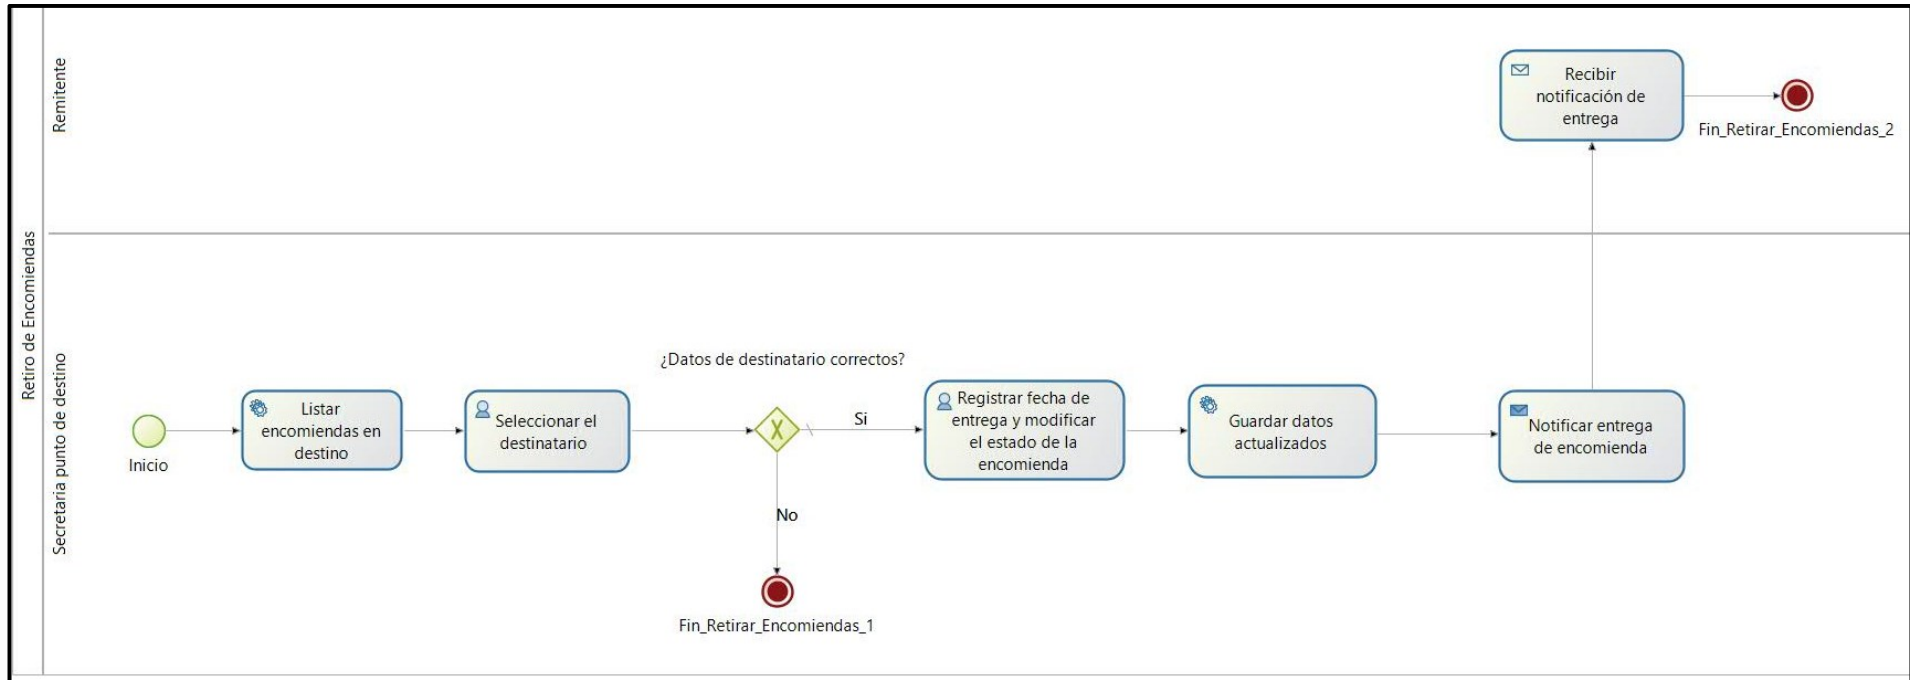 Retiro de Encomiendas
Remitente
Recibir
notificación de
entrega
Fin_Retirar_Encomiendas_2
Secretaria punto de destino
Inicio
Listar
encomiendas en
destino
Seleccionar el
destinatario
¿Datos de destinatario correctos?
Si
No
Fin_Retirar_Encomiendas_1
Registrar fecha de
entrega y modificar
el estado de la
encomienda
Guardar datos
actualizados
Notificar entrega
de encomienda